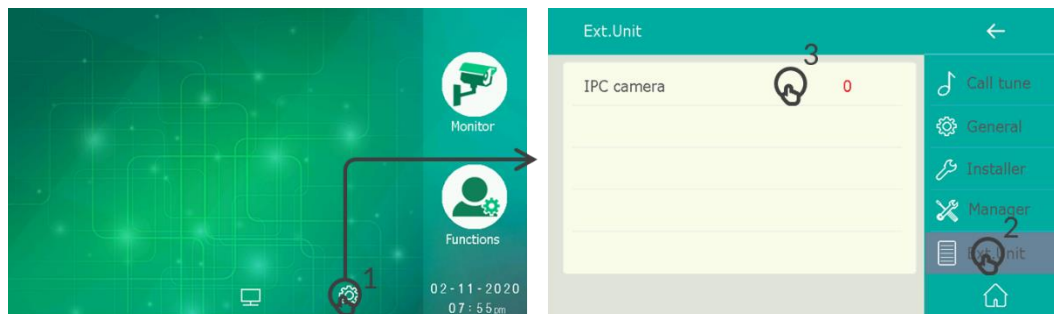 Monitor
Functions
1
02-11-2020
07:55pm
Ext.Unit
3
IPC camera 0
Call tune
General
Installer
Manager
2
Ext.Unit